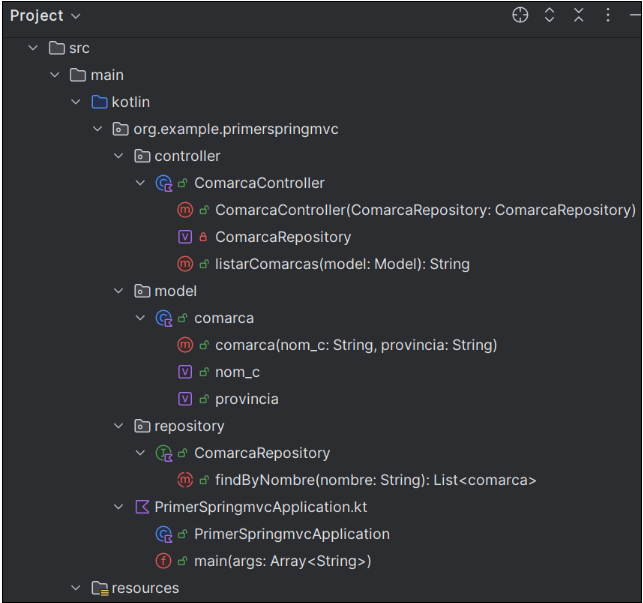 Project
src
main
kotlin
org.example.primerspringmvc
controller
ComarcaController
ComarcaController(ComarcaRepository: ComarcaRepository)
ComarcaRepository
listarComarcas(model: Model): String
model
comarca
comarca(nom_c: String, provincia: String)
nom_c
provincia
repository
ComarcaRepository
findByNombre(nombre: String): List<comarca>
PrimerSpringmvcApplication.kt
PrimerSpringmvcApplication
main(args: Array<String>)
resources